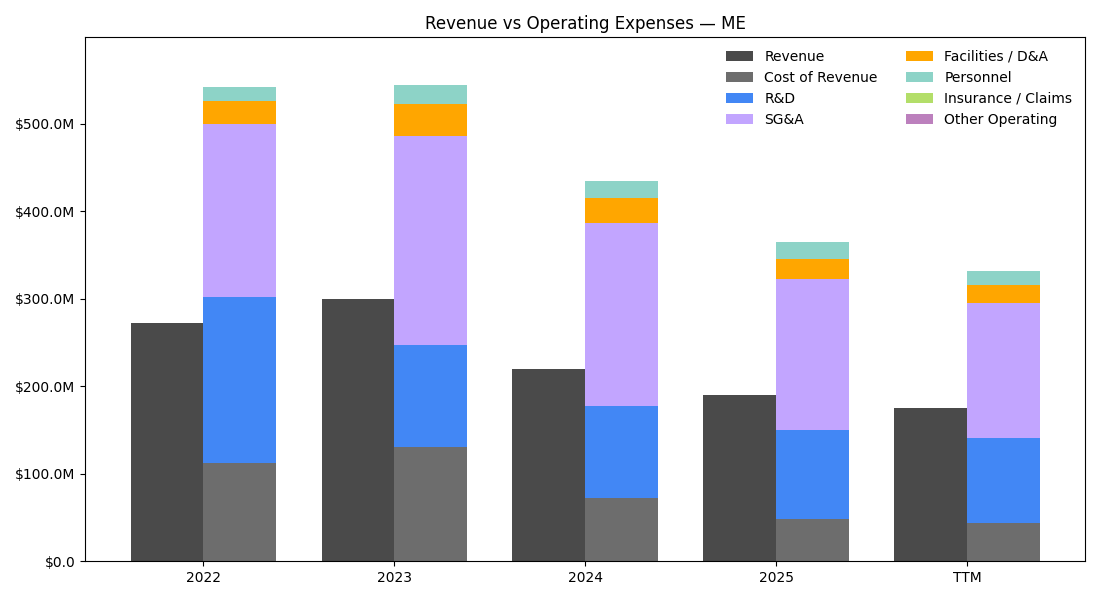 Revenue vs Operating Expenses — ME
Revenue
Cost of Revenue
R&D
SG&A
Facilities / D&A
Personnel
Insurance / Claims
Other Operating
$500.0M
$400.0M
$300.0M
$200.0M
$100.0M
$0.0
2022 2023 2024 2025 TTM